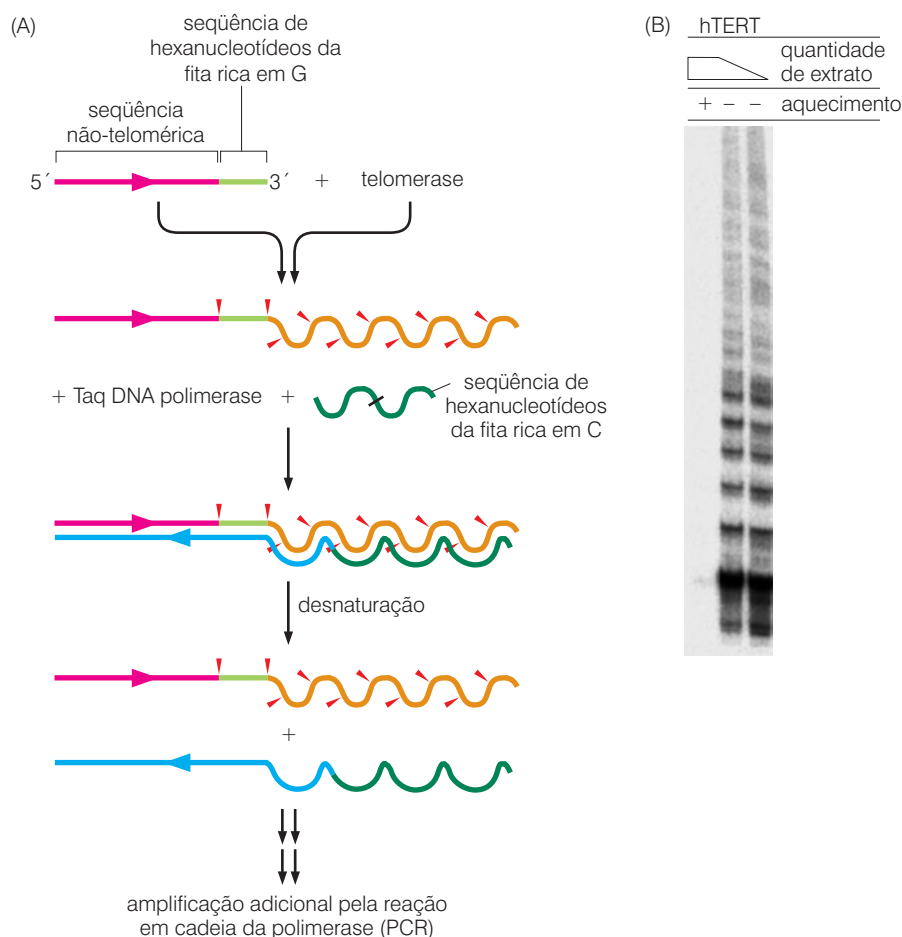 (A)
seqüência de
hexanucleotídeos da
fita rica em G
seqüência
não-telomérica
5´ 3´ + telomerase
+ Taq DNA polimerase +
seqüência de
hexanucleotídeos
da fita rica em C
desnaturação
+
amplificação adicional pela reação
em cadeia da polimerase (PCR)
(B)
hTERT
quantidade
de extrato
+ – – aquecimento